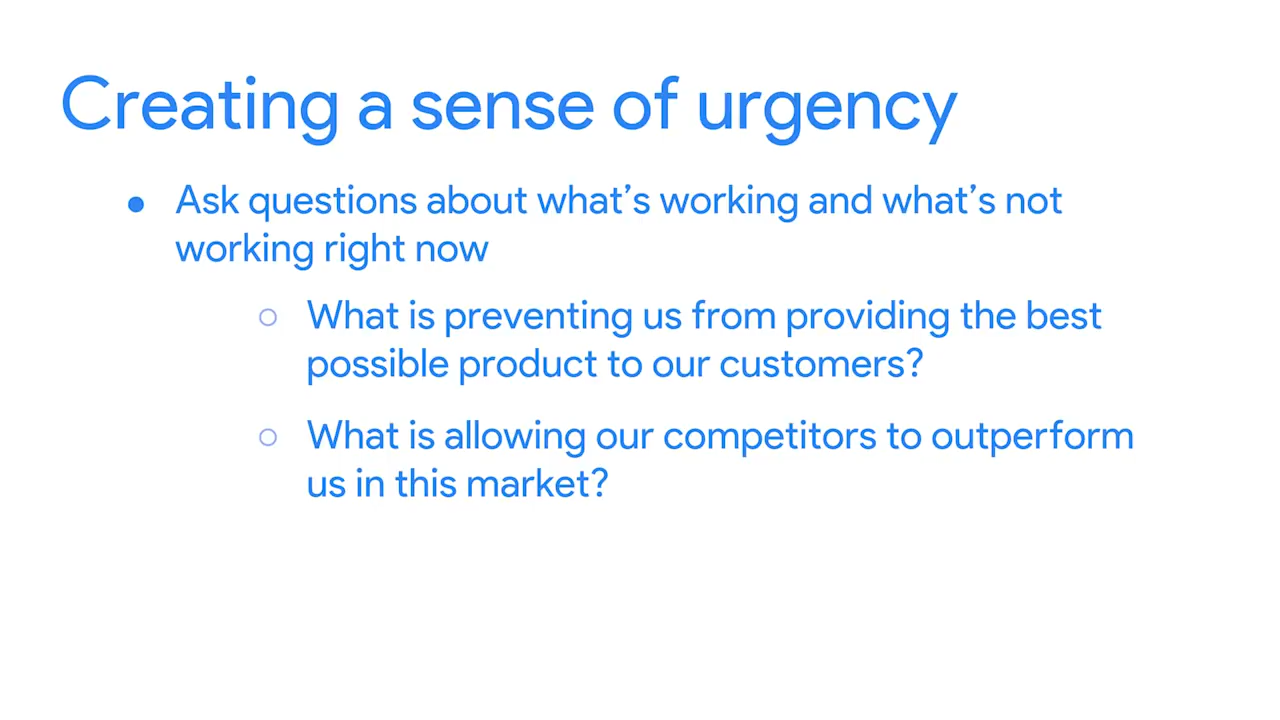 Creating a sense of urgency
● Ask questions about what’s working and what’s not
working right now
○ What is preventing us from providing the best
possible product to our customers?
○ What is allowing our competitors to outperform
us in this market?